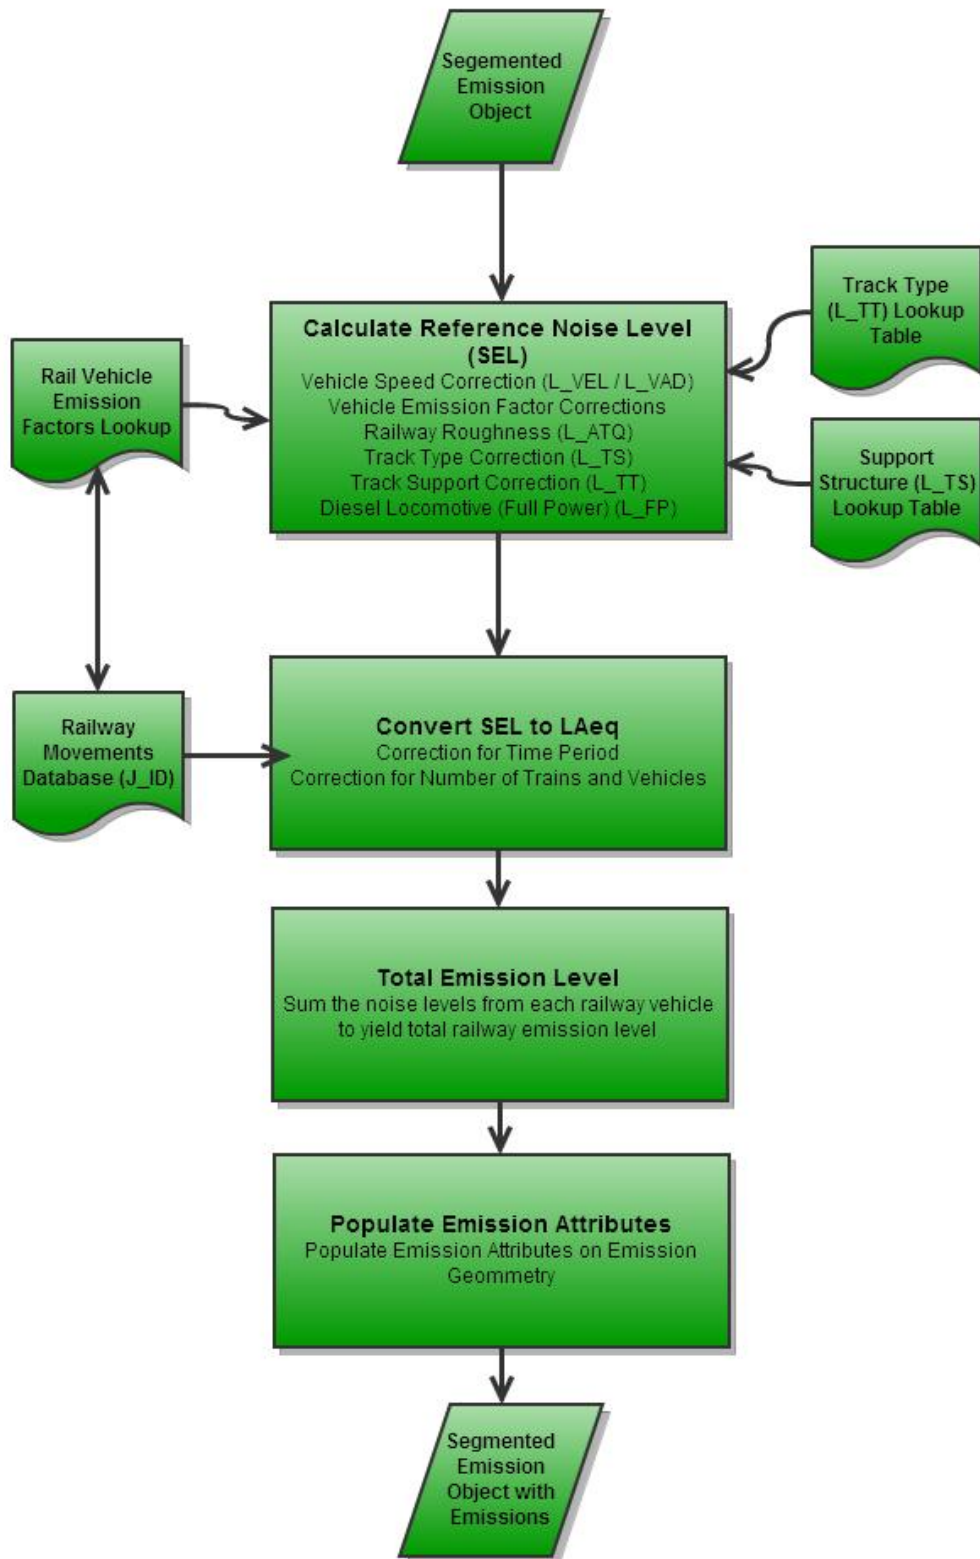 Segemented
Emission
Object
Track Type
(L_TT) Lookup
Table
Calculate Reference Noise Level
(SEL)
Vehicle Speed Correction (L_VEL / L_VAD)
Vehicle Emission Factor Corrections
Railway Roughness (L_ATQ)
Track Type Correction (L_TS)
Track Support Correction (L_TT)
Diesel Locomotive (Full Power) (L_FP)
Rail Vehicle
Emission
Factors Lookup
Support
Structure (L_TS)
Lookup Table
Railway
Movements
Database (J_ID)
Convert SEL to LAeq
Correction for Time Period
Correction for Number of Trains and Vehicles
Total Emission Level
Sum the noise levels from each railway vehicle
to yield total railway emission level
Populate Emission Attributes
Populate Emission Attributes on Emission
Geommetry
Segmented
Emission
Object with
Emissions